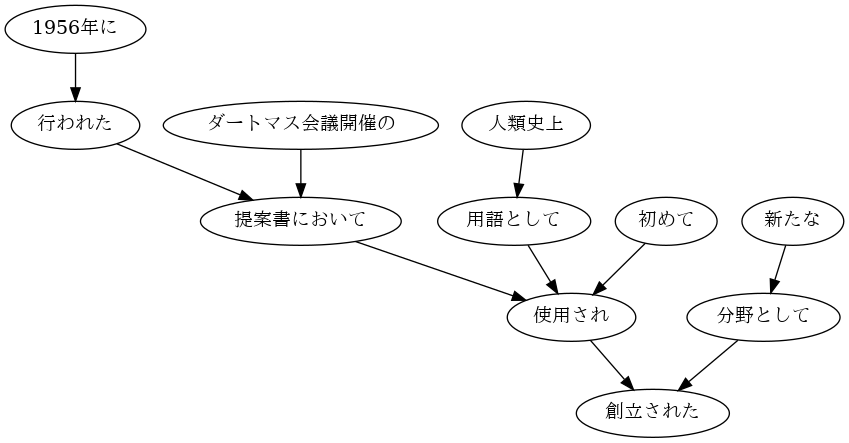 1956年に
行われた
ダートマス会議開催の
人類史上
提案書において
用語として
初めて
新たな
使用され
分野として
創立された